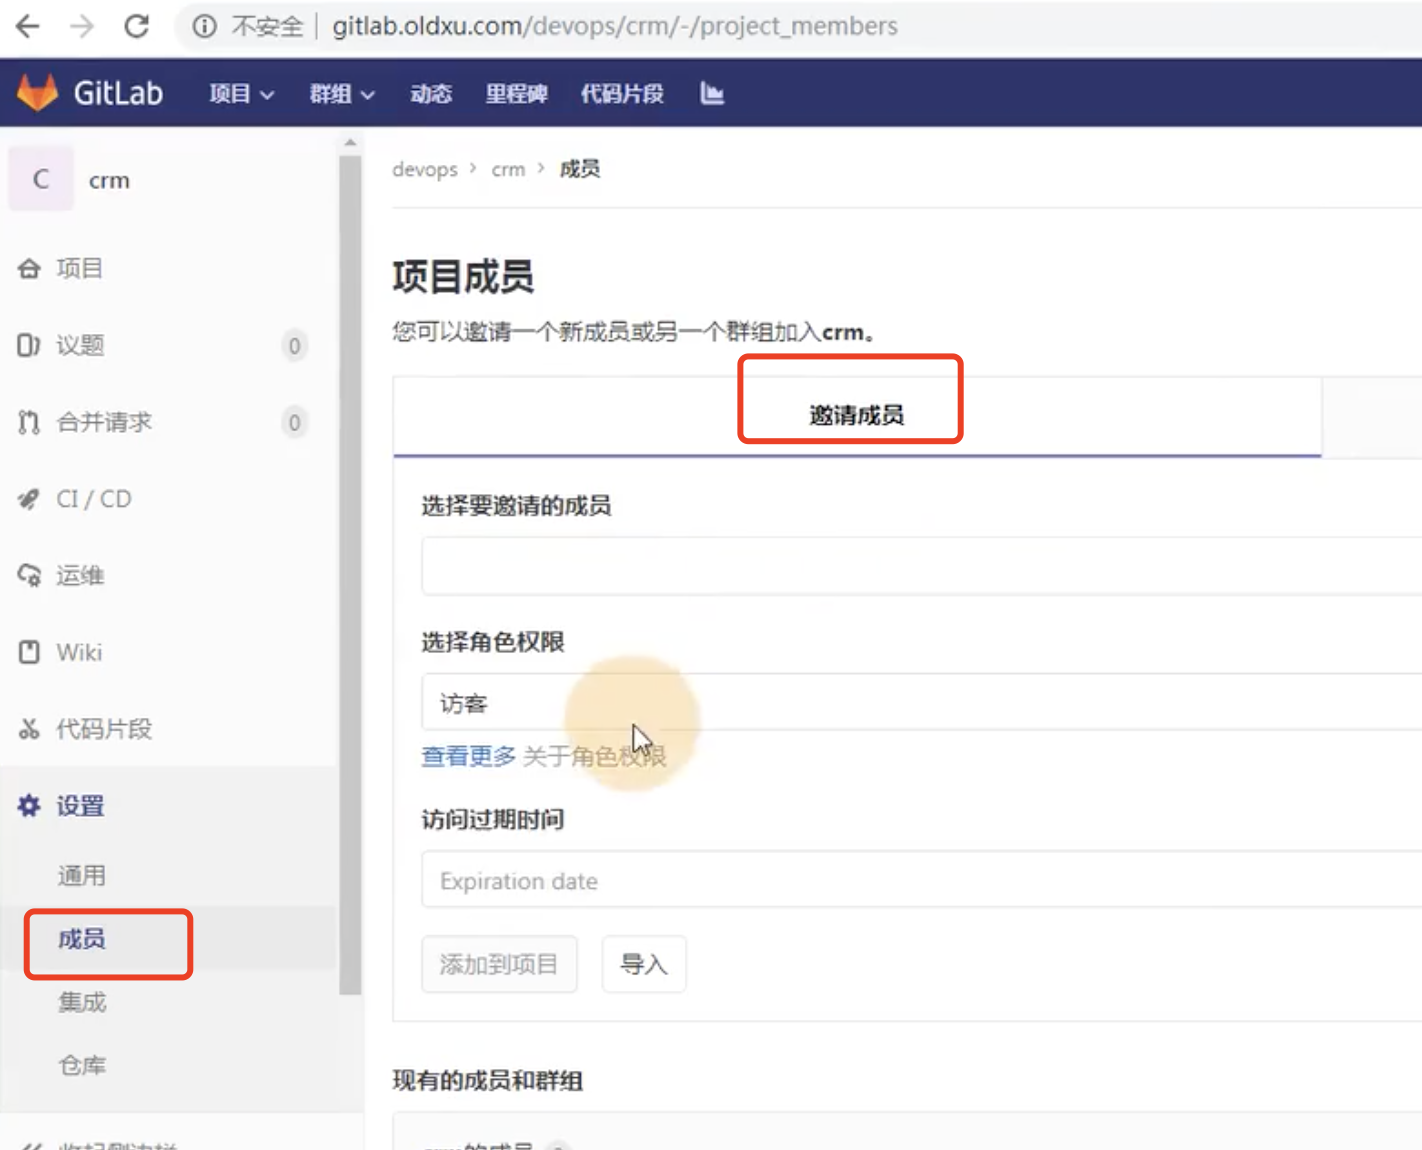 不安全 | gitlab.oldxu.com/devops/crm/-/project_members
GitLab 项目 群组 动态 里程碑 代码片段
C crm
项目
议题 0
合并请求 0
CI / CD
运维
Wiki
代码片段
设置
通用
成员
集成
仓库
devops > crm > 成员
项目成员
您可以邀请一个新成员或另一个群组加入crm。
邀请成员
选择要邀请的成员
选择角色权限
访客
查看更多 关于角色权限
访问过期时间
Expiration date
添加到项目 导入
现有的成员和群组